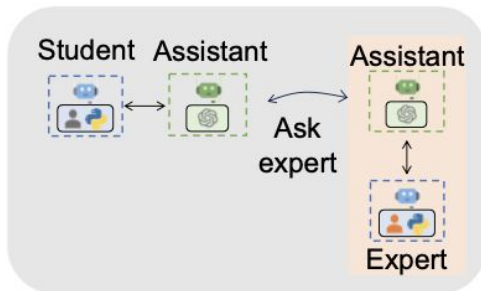 Student
Assistant
Assistant
Ask
expert
Expert